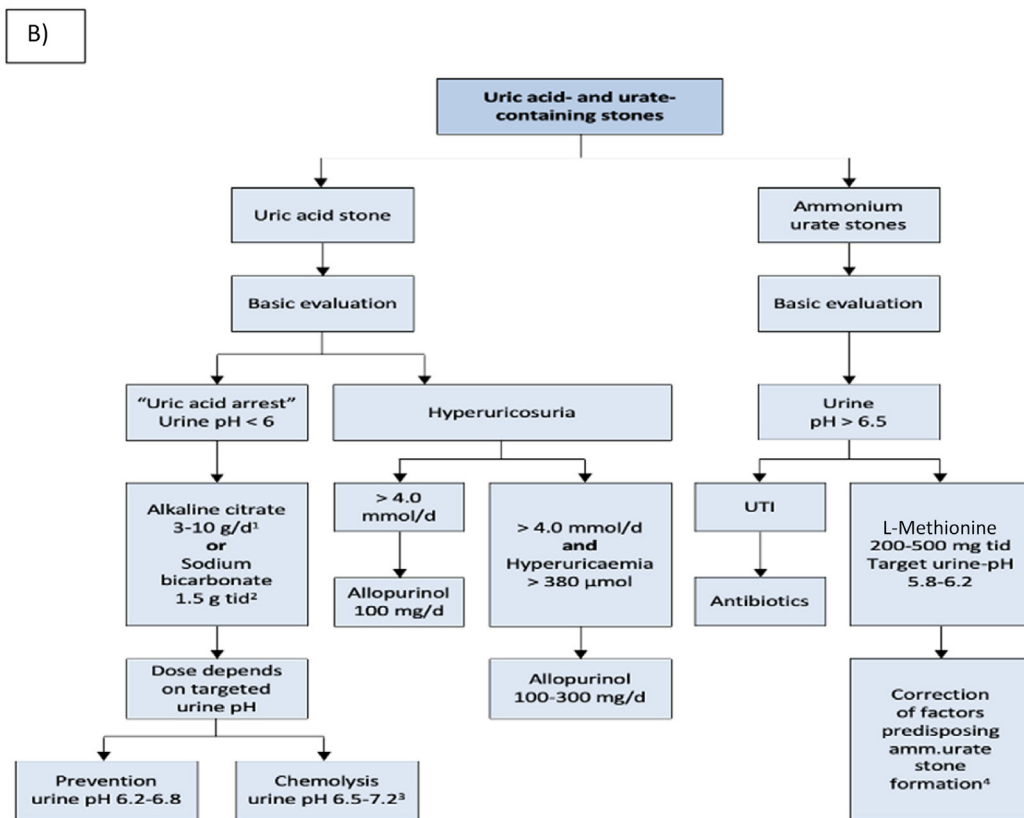 B)
Uric acid- and urate-
containing stones
Uric acid stone
Ammonium
urate stones
Basic evaluation
Basic evaluation
“Uric acid arrest”
Urine pH < 6
Hyperuricosuria
Urine
pH > 6.5
Alkaline citrate
3-10 g/d¹
or
Sodium
bicarbonate
1.5 g tid²
> 4.0
mmol/d
> 4.0 mmol/d
and
Hyperuricaemia
> 380 µmol
UTI
L-Methionine
200-500 mg tid
Target urine-pH
5.8-6.2
Allopurinol
100 mg/d
Antibiotics
Dose depends
on targeted
urine pH
Allopurinol
100-300 mg/d
Correction
of factors
predisposing
amm.urate
stone
formation⁴
Prevention
urine pH 6.2-6.8
Chemolysis
urine pH 6.5-7.2³